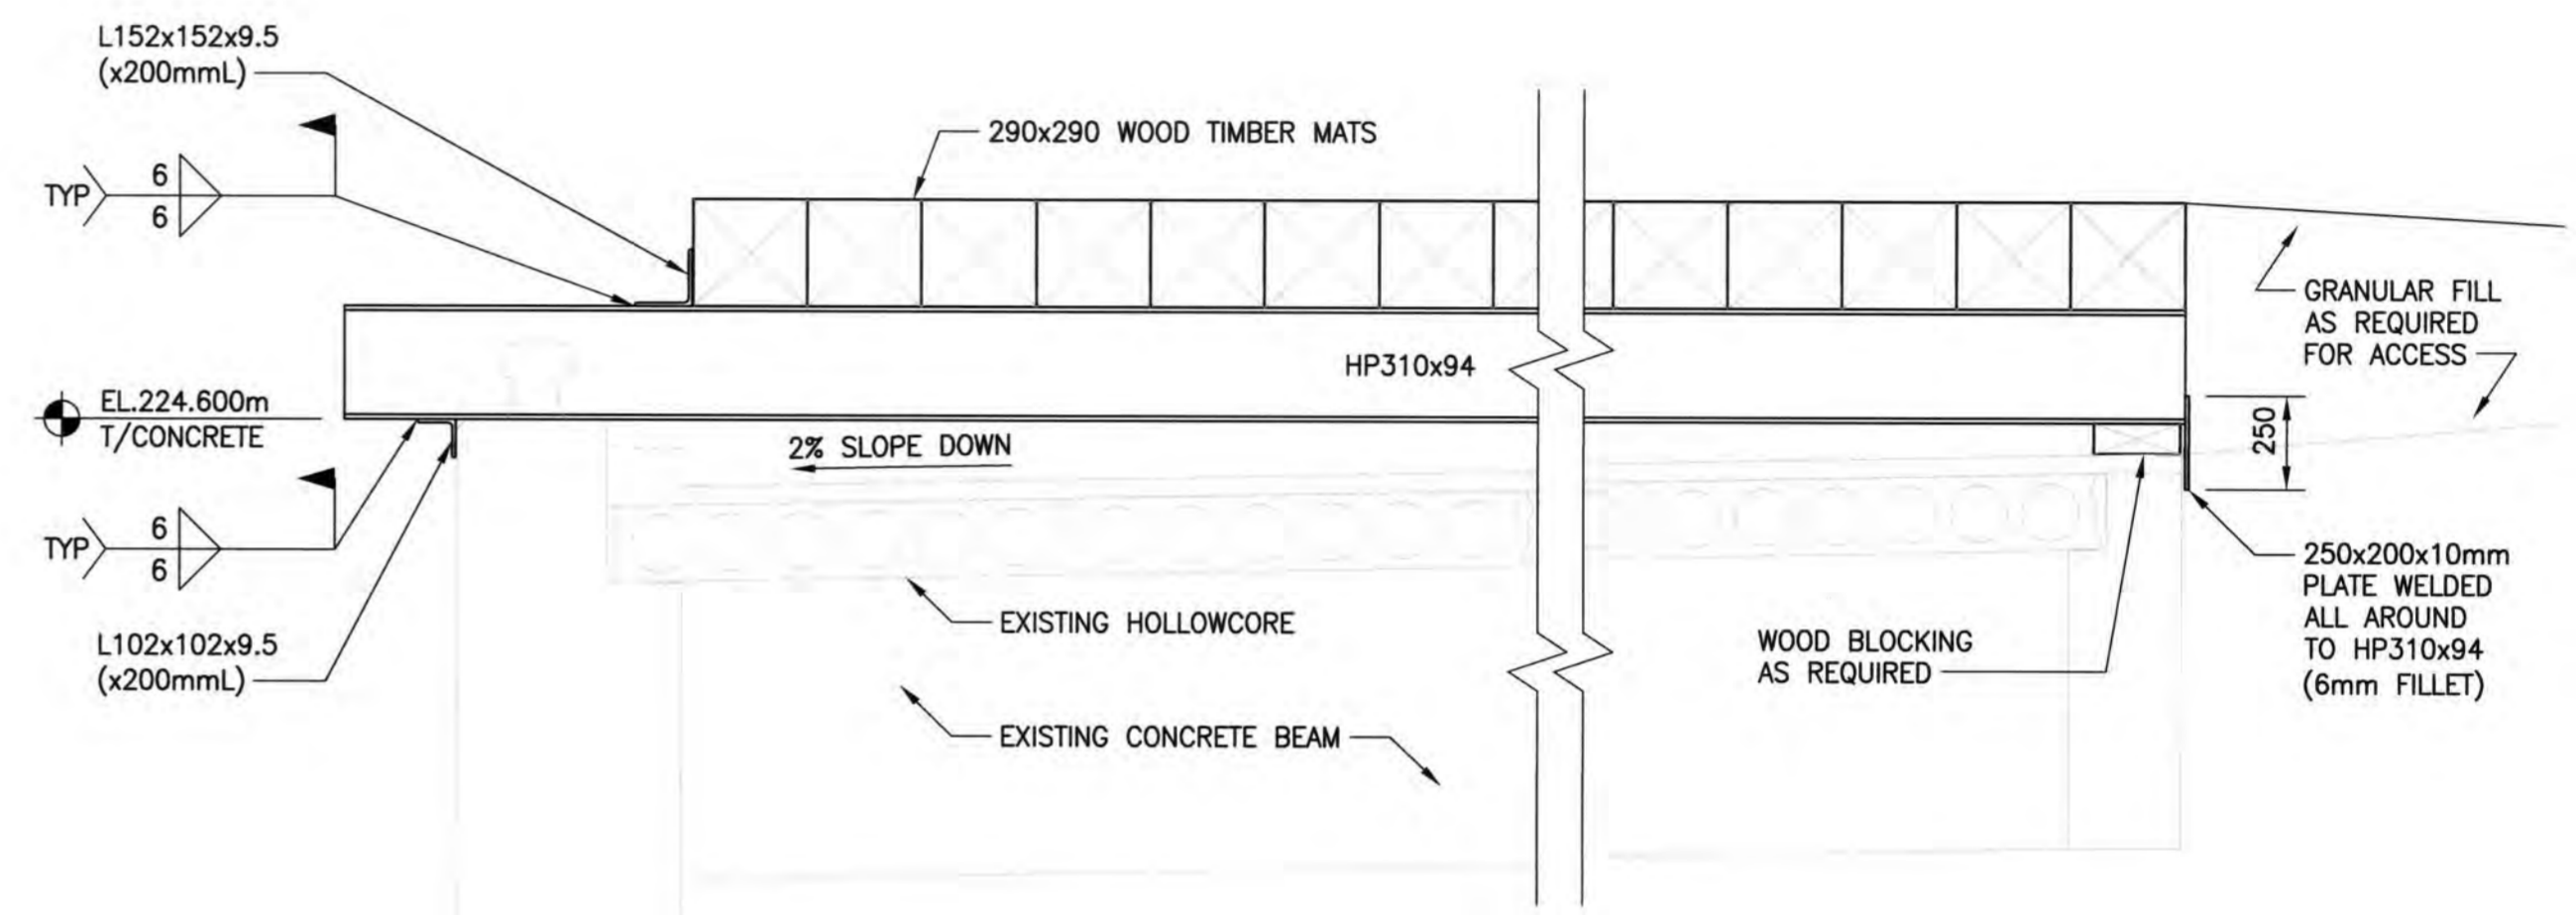 L152x152x9.5
(x200mmL)
290x290 WOOD TIMBER MATS
TYP
6
6
GRANULAR FILL
AS REQUIRED
FOR ACCESS
HP310x94
EL.224.600m
T/CONCRETE
2% SLOPE DOWN
250
TYP
6
6
EXISTING HOLLOWCORE
250x200x10mm
PLATE WELDED
ALL AROUND
TO HP310x94
(6mm FILLET)
L102x102x9.5
(x200mmL)
WOOD BLOCKING
AS REQUIRED
EXISTING CONCRETE BEAM